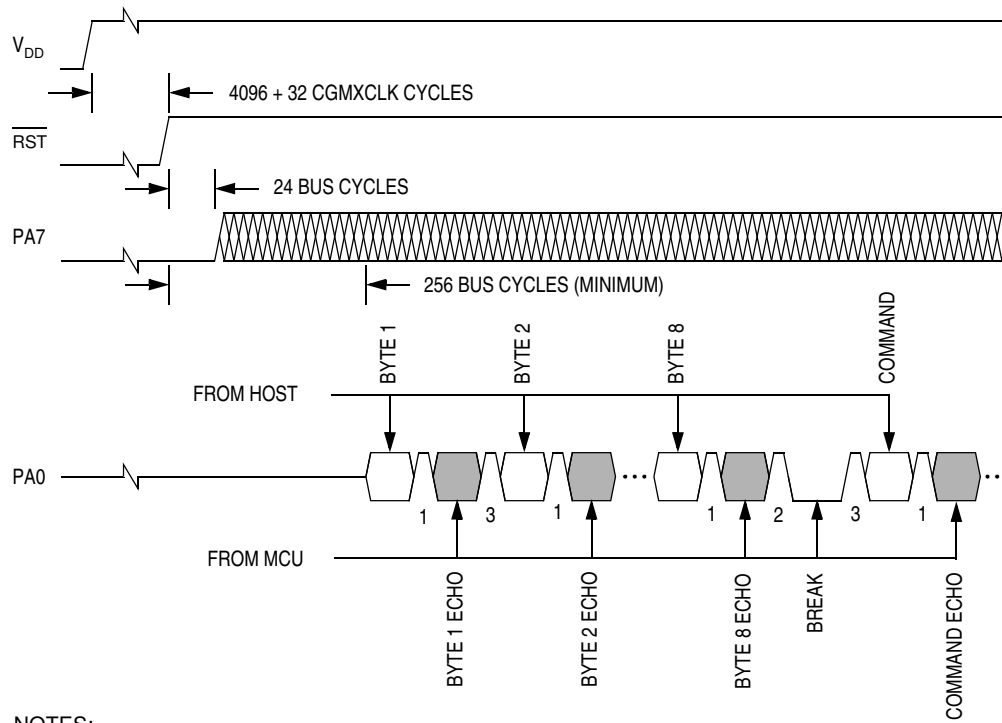 VDD
4096 + 32 CGMXCLK CYCLES
RST
24 BUS CYCLES
PA7
256 BUS CYCLES (MINIMUM)
BYTE 1
BYTE 2
BYTE 8
COMMAND
FROM HOST
PA0
1
3
1
1
2
3
1
FROM MCU
BYTE 1 ECHO
BYTE 2 ECHO
BYTE 8 ECHO
BREAK
COMMAND ECHO
NOTES: